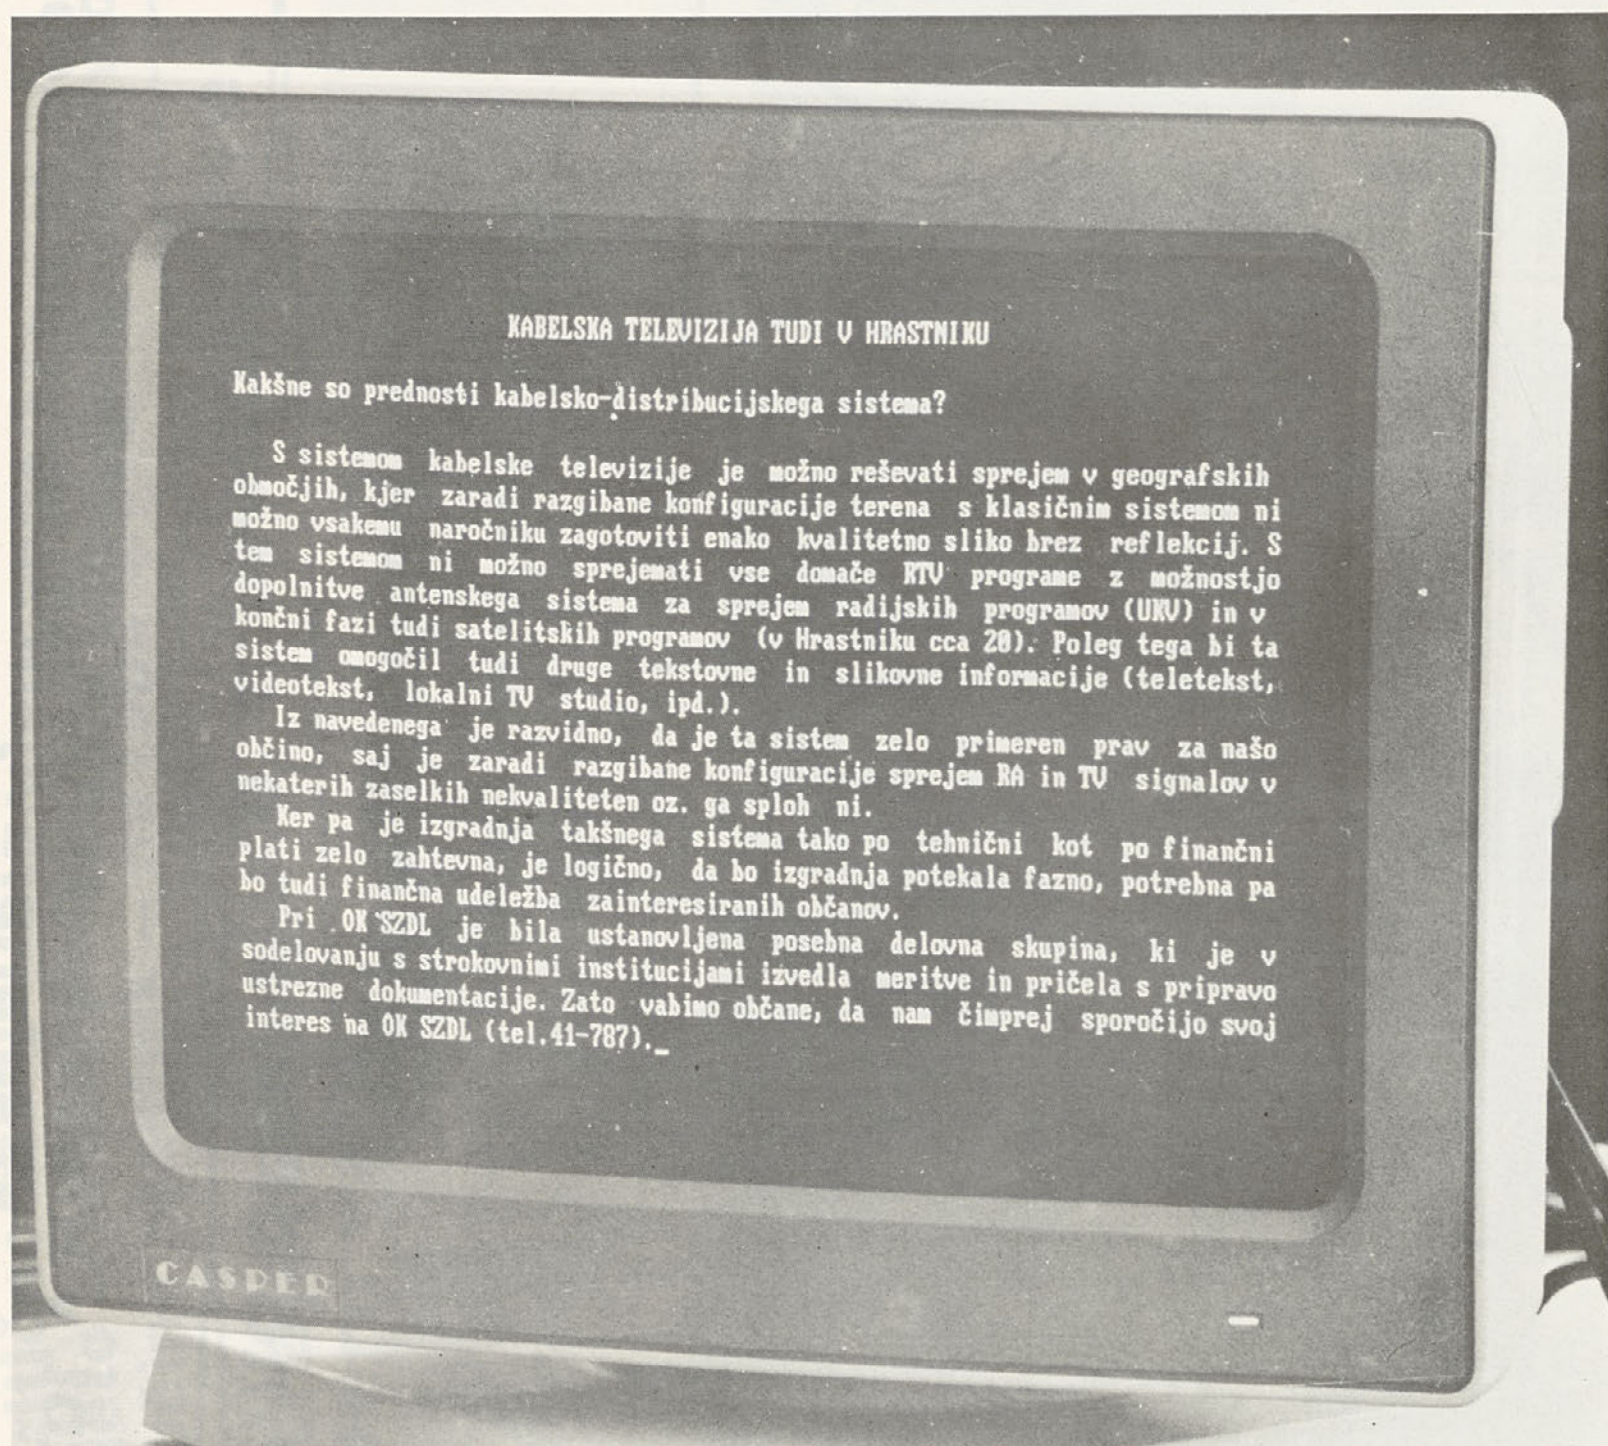 KABELSKA TELEVIZIJA TUDI V HRASTNIKU
Kakšne so prednosti kabelsko-distribucijskega sistema?
S sistemom kabelske televizije je možno reševati sprejem v geografskih
območjih, kjer zaradi razgibane konfiguracije terena s klasičnim sistemom ni
možno vsakemu naročniku zagotoviti enako kvalitetno sliko brez reflekcij. S
tem sistemom ni možno sprejemati vse domače RTV programe z možnostjo
dopolnitve antenskega sistema za sprejem radijskih programov (UKV) in v
končni fazi tudi satelitskih programov (v Hrastniku cca 20). Poleg tega bi ta
sistem omogočil tudi druge tekstovne in slikovne informacije (teletekst,
videotekst, lokalni TV studio, ipd.).
Iz navedenega je razvidno, da je ta sistem zelo primeren prav za našo
občino, saj je zaradi razgibane konfiguracije sprejem RA in TV signalov v
nekaterih zaselkih nekvaliteten oz. ga sploh ni.
Ker pa je izgradnja takšnega sistema tako po tehnični kot po finančni
plati zelo zahtevna, je logično, da bo izgradnja potekala fazno, potrebna pa
bo tudi finančna udeležba zainteresiranih občanov.
Pri OK SZDL je bila ustanovljena posebna delovna skupina, ki je v
sodelovanju s strokovnimi institucijami izvedla meritve in pričela s pripravo
ustrezne dokumentacije. Zato vabimo občane, da nam čimprej sporočijo svoj
interes na OK SZDL (tel.41-787)._
CASPER